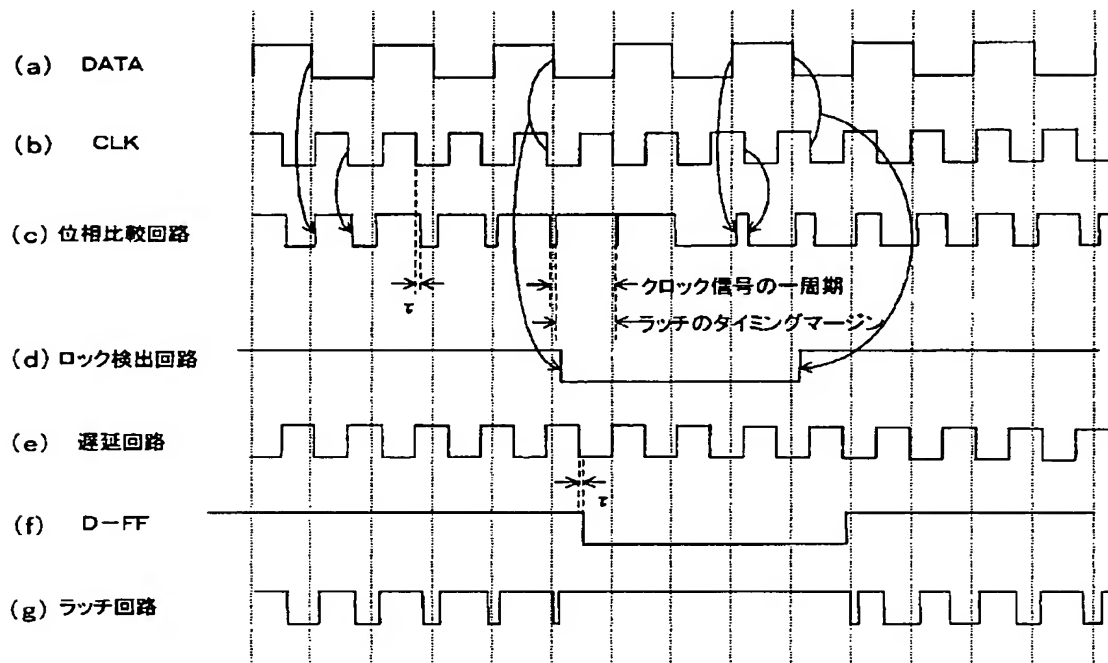 (a) DATA
(b) CLK
(c) 位相比較回路
τ
クロック信号の一周期
ラッチのタイミングマージン
(d) ロック検出回路
(e) 遅延回路
τ
(f) D－FF
(g) ラッチ回路